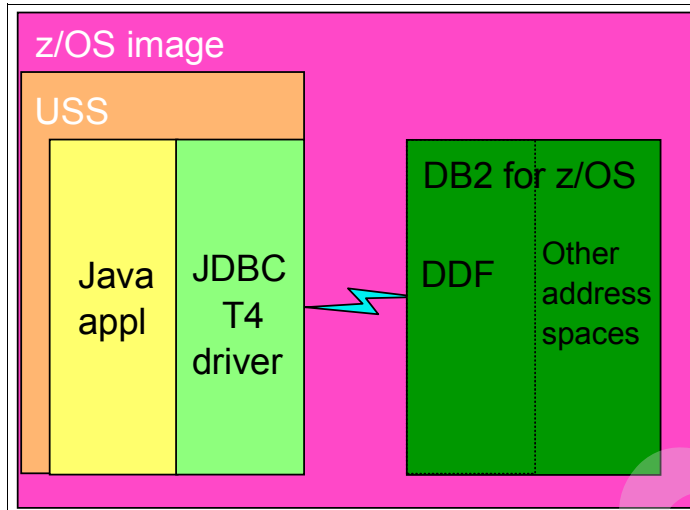 z/OS image
USS
Java
appl
JDBC
T4
driver
DB2 for z/OS
DDF
Other
address
spaces